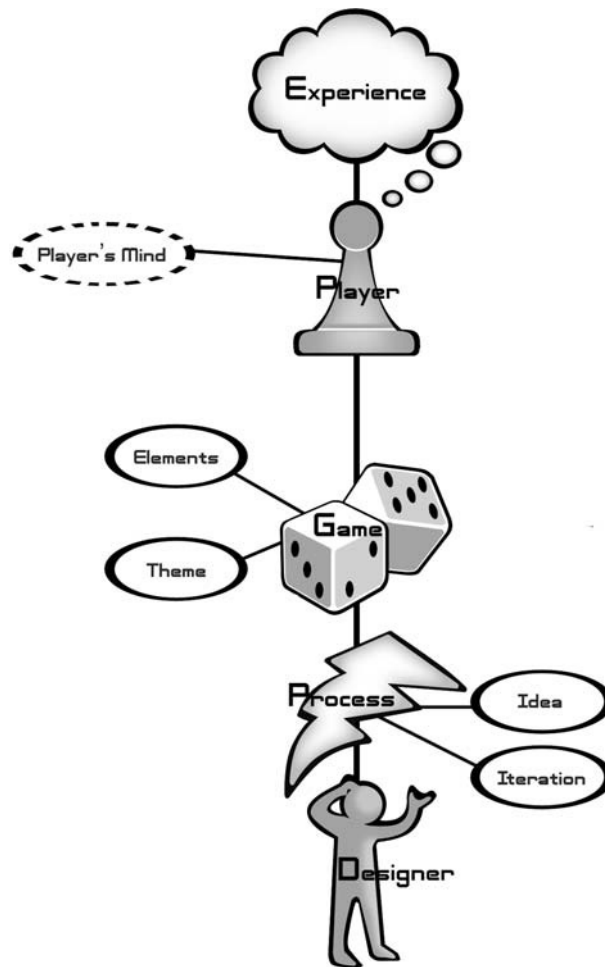 Experience
Player's Mind
Player
Elements
Game
Theme
Process
Idea
Iteration
Designer